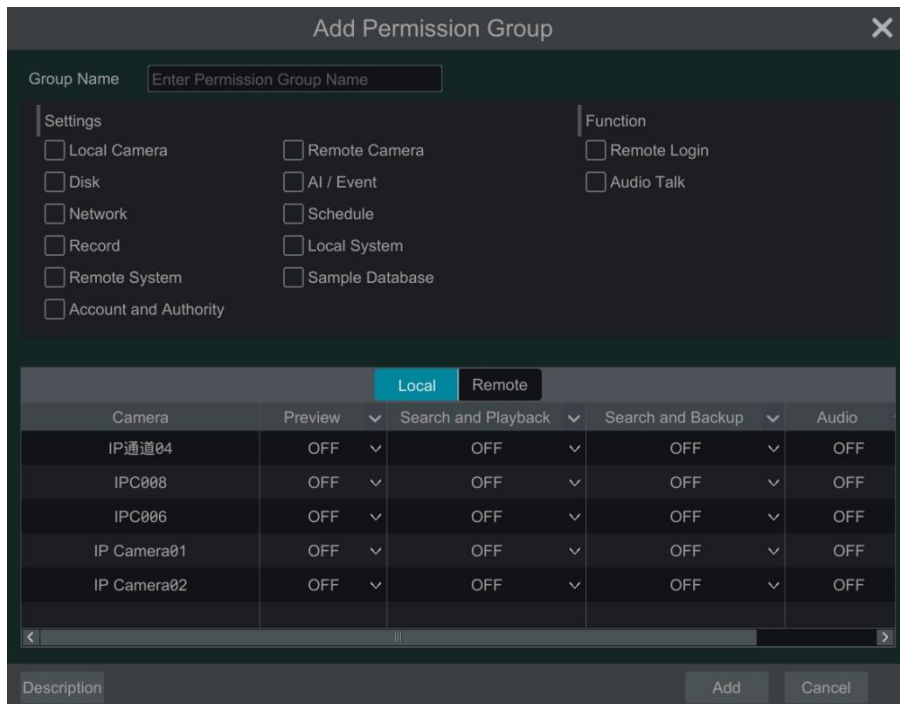 Add Permission Group
Group Name Enter Permission Group Name
Settings Function
Local Camera Remote Camera Remote Login
Disk AI / Event Audio Talk
Network Schedule
Record Local System
Remote System Sample Database
Account and Authority
Local Remote
Camera Preview Search and Playback Search and Backup Audio
IP通道04 OFF OFF OFF OFF
IPC008 OFF OFF OFF OFF
IPC006 OFF OFF OFF OFF
IP Camera01 OFF OFF OFF OFF
IP Camera02 OFF OFF OFF OFF
Description Add Cancel